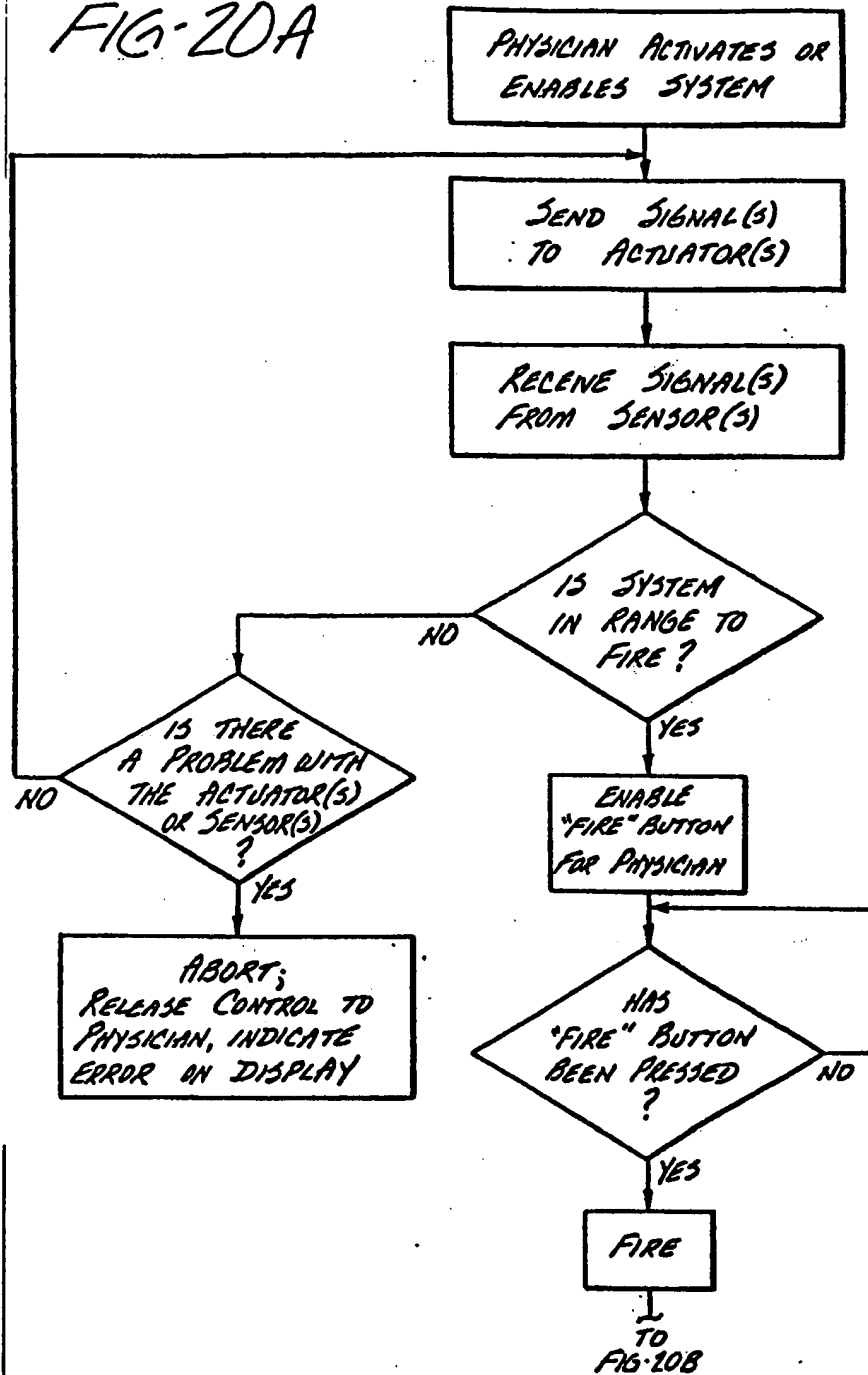 FIG-20A
PHYSICIAN ACTIVATES OR
ENABLES SYSTEM
SEND SIGNAL(S)
TO ACTUATOR(S)
RECEIVE SIGNAL(S)
FROM SENSOR(S)
IS SYSTEM
IN RANGE TO
FIRE?
NO
YES
IS THERE
A PROBLEM WITH
THE ACTUATOR(S)
OR SENSOR(S)
?
NO
YES
ENABLE
"FIRE" BUTTON
FOR PHYSICIAN
ABORT;
RELEASE CONTROL TO
PHYSICIAN, INDICATE
ERROR ON DISPLAY
HAS
"FIRE" BUTTON
BEEN PRESSED
?
NO
YES
FIRE
TO
FIG-20B